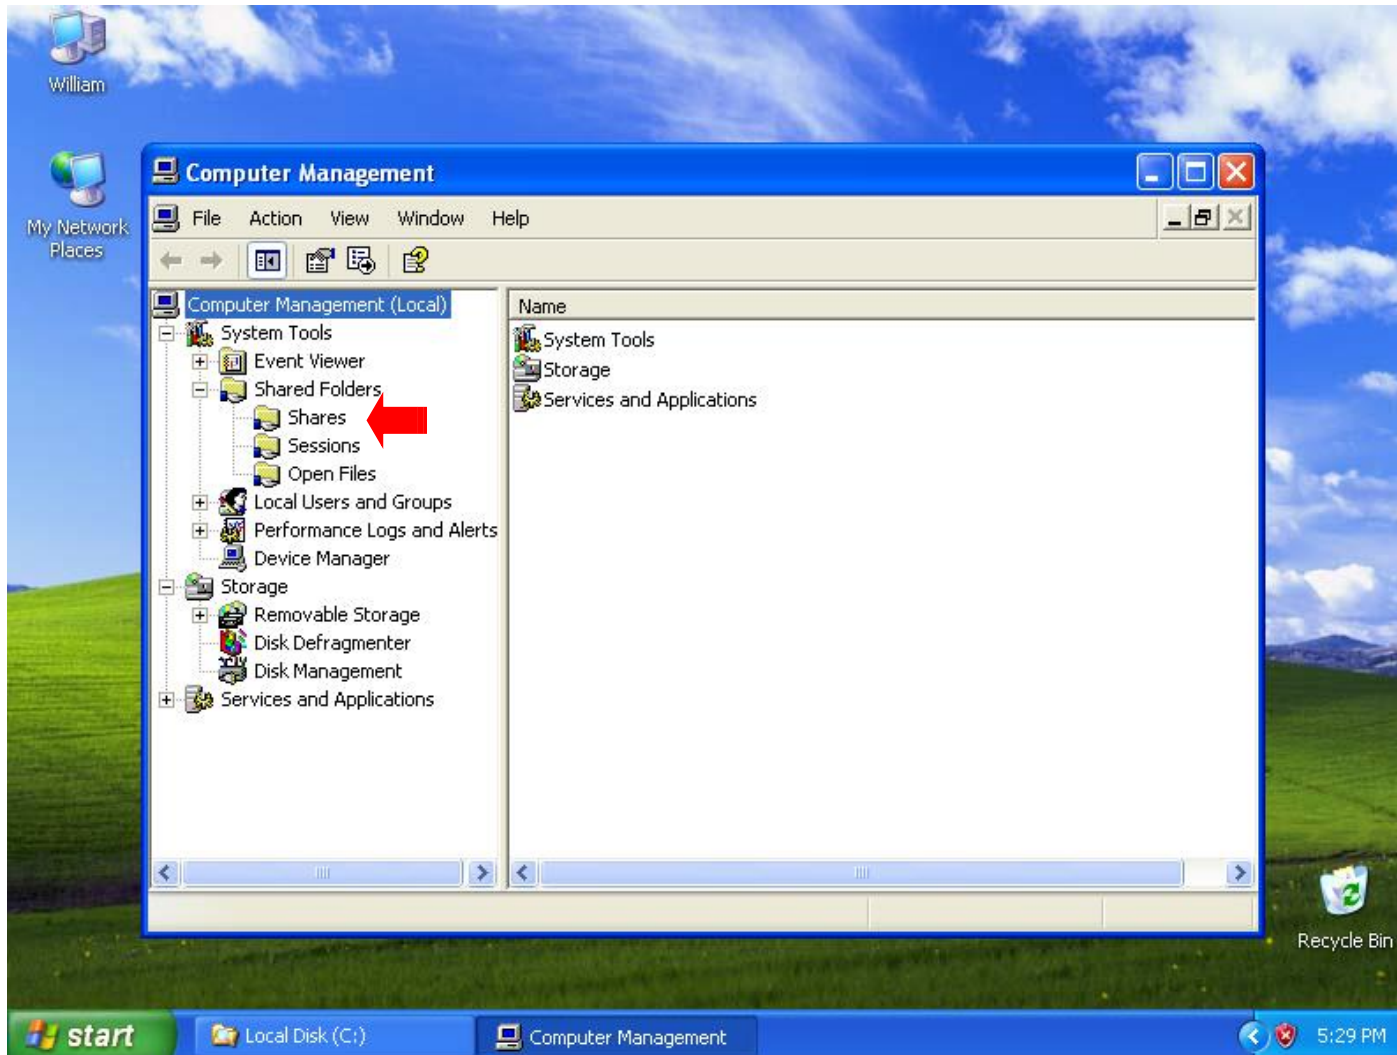 William
My Network
Places
Computer Management
File Action View Window Help
Computer Management (Local)
System Tools
Event Viewer
Shared Folders
Shares
Sessions
Open Files
Local Users and Groups
Performance Logs and Alerts
Device Manager
Storage
Removable Storage
Disk Defragmenter
Disk Management
Services and Applications
Name
System Tools
Storage
Services and Applications
Recycle Bin
start
Local Disk (C:)
Computer Management
5:29 PM